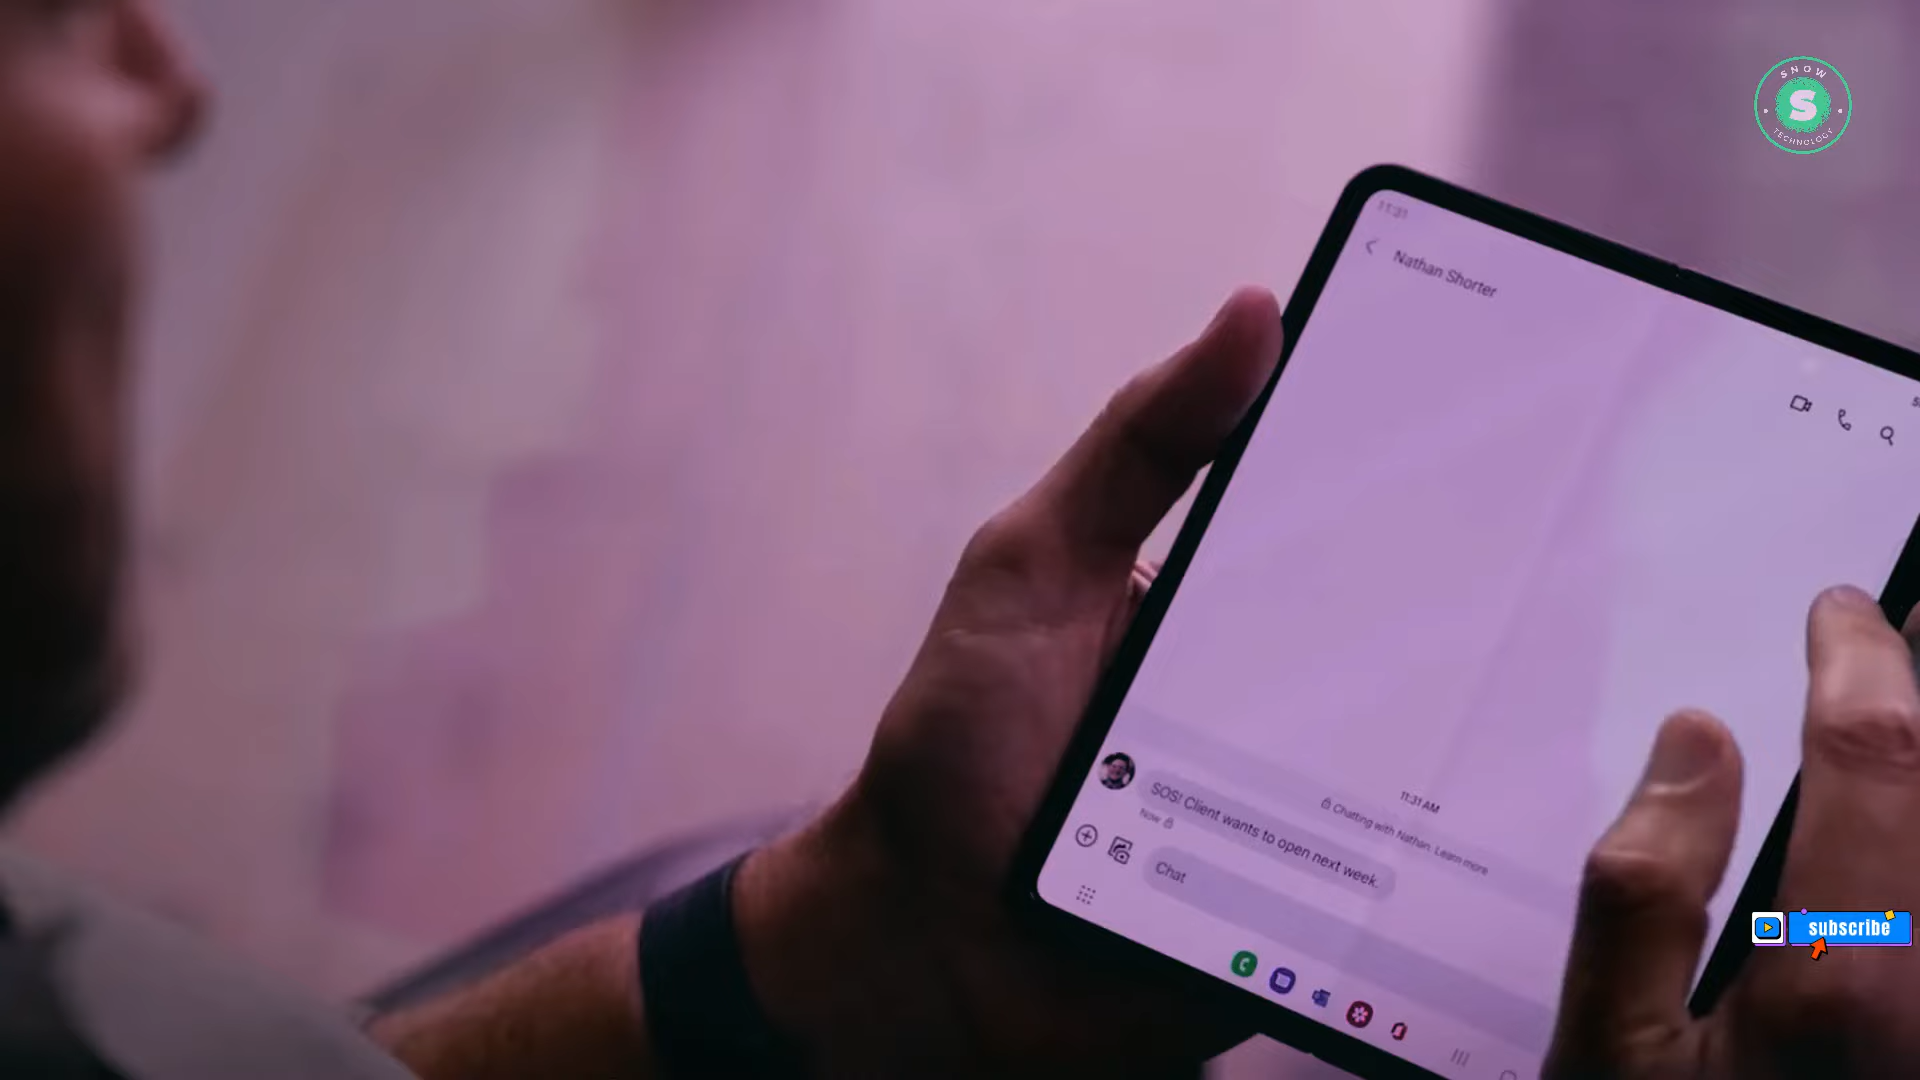 SNOW
S
TECHNOLOGY
11:31
Nathan Shorter
11:31 AM
Chatting with Nathan. Learn more
SOS! Client wants to open next week.
Now
Chat
subscribe